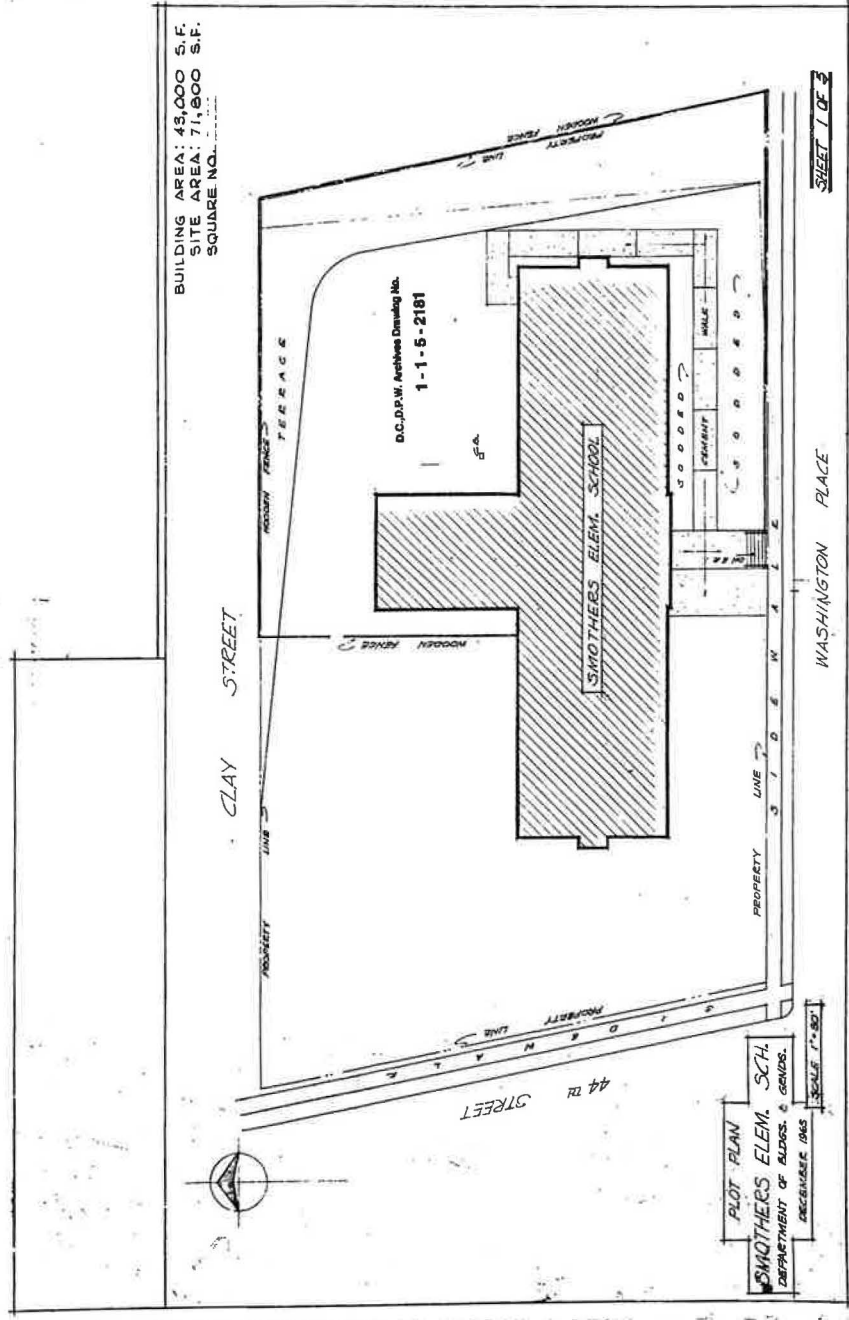 BUILDING AREA: 43,000 S.F.
SITE AREA: 71,800 S.F.
SQUARE NO.
CLAY STREET
PROPERTY LINE
WOODEN FENCE
TERRACE
PROPERTY LINE
WOODEN FENCE
D.C.,D.P.W. Archives Drawing No.
1 - 1 - 5 - 2181
WOODEN FENCE
SMOTHERS ELEM. SCHOOL
SODDED
CEMENT WALK
SODDED
44TH STREET
SIDEWALK
PROPERTY LINE
PROPERTY LINE
SIDEWALK
WASHINGTON PLACE
PLOT PLAN
SMOTHERS ELEM. SCH.
DEPARTMENT OF BLDGS. & GRNDS.
DECEMBER 1965
SHEET 1 OF 3